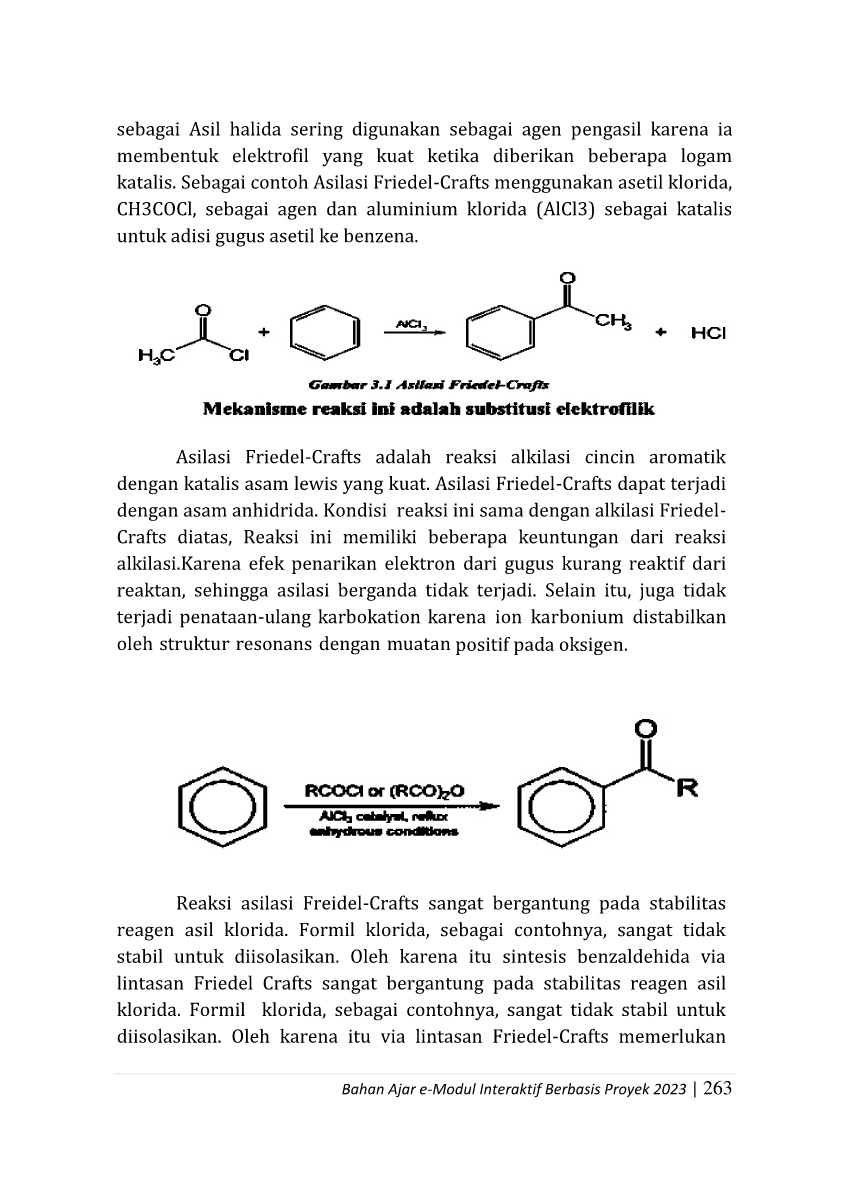 sebagai Asil halida sering digunakan sebagai agen pengasil karena ia
membentuk elektrofil yang kuat ketika diberikan beberapa logam
katalis. Sebagai contoh Asilasi Friedel-Crafts menggunakan asetil klorida,
CH3COCl, sebagai agen dan aluminium klorida (AlCl3) sebagai katalis
untuk adisi gugus asetil ke benzena.
O
O
H₃C
Cl
+
AlCl₃
CH₃
+
HCl
Gambar 3.1 Asilasi Friedel-Crafts
Mekanisme reaksi ini adalah substitusi elektrofilik
Asilasi Friedel-Crafts adalah reaksi alkilasi cincin aromatik
dengan katalis asam lewis yang kuat. Asilasi Friedel-Crafts dapat terjadi
dengan asam anhidrida. Kondisi reaksi ini sama dengan alkilasi Friedel-
Crafts diatas, Reaksi ini memiliki beberapa keuntungan dari reaksi
alkilasi.Karena efek penarikan elektron dari gugus kurang reaktif dari
reaktan, sehingga asilasi berganda tidak terjadi. Selain itu, juga tidak
terjadi penataan-ulang karbokation karena ion karbonium distabilkan
oleh struktur resonans dengan muatan positif pada oksigen.
O
R
RCOCl or (RCO)₂O
AlCl₃ catalyst, reflux
anhydrous conditions
Reaksi asilasi Freidel-Crafts sangat bergantung pada stabilitas
reagen asil klorida. Formil klorida, sebagai contohnya, sangat tidak
stabil untuk diisolasikan. Oleh karena itu sintesis benzaldehida via
lintasan Friedel Crafts sangat bergantung pada stabilitas reagen asil
klorida. Formil klorida, sebagai contohnya, sangat tidak stabil untuk
diisolasikan. Oleh karena itu via lintasan Friedel-Crafts memerlukan
Bahan Ajar e-Modul Interaktif Berbasis Proyek 2023 | 263